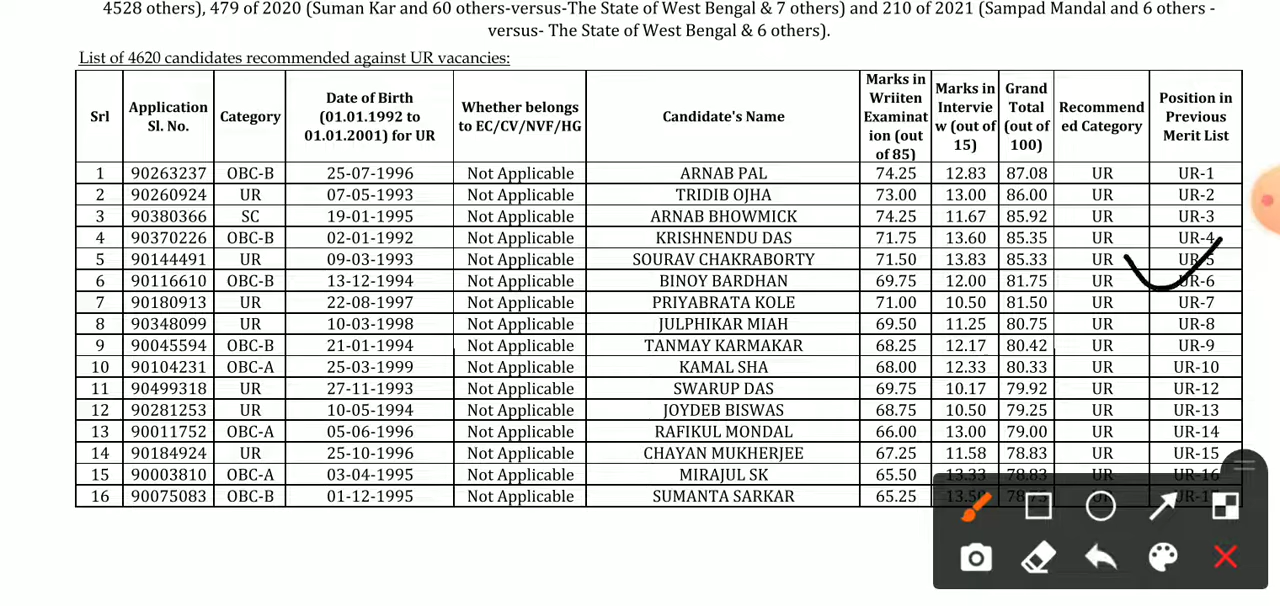 4528 others), 479 of 2020 (Suman Kar and 60 others-versus-The State of West Bengal & 7 others) and 210 of 2021 (Sampad Mandal and 6 others -
versus- The State of West Bengal & 6 others).
List of 4620 candidates recommended against UR vacancies:
Srl Application Sl. No. Category Date of Birth (01.01.1992 to 01.01.2001) for UR Whether belongs to EC/CV/NVF/HG Candidate's Name Marks in Wriiten Examinat ion (out of 85) Marks in Intervie w (out of 15) Grand Total (out of 100) Recommend ed Category Position in Previous Merit List
1 90263237 OBC-B 25-07-1996 Not Applicable ARNAB PAL 74.25 12.83 87.08 UR UR-1
2 90260924 UR 07-05-1993 Not Applicable TRIDIB OJHA 73.00 13.00 86.00 UR UR-2
3 90380366 SC 19-01-1995 Not Applicable ARNAB BHOWMICK 74.25 11.67 85.92 UR UR-3
4 90370226 OBC-B 02-01-1992 Not Applicable KRISHNENDU DAS 71.75 13.60 85.35 UR UR-4
5 90144491 UR 09-03-1993 Not Applicable SOURAV CHAKRABORTY 71.50 13.83 85.33 UR UR-5
6 90116610 OBC-B 13-12-1994 Not Applicable BINOY BARDHAN 69.75 12.00 81.75 UR UR-6
7 90180913 UR 22-08-1997 Not Applicable PRIYABRATA KOLE 71.00 10.50 81.50 UR UR-7
8 90348099 UR 10-03-1998 Not Applicable JULPHIKAR MIAH 69.50 11.25 80.75 UR UR-8
9 90045594 OBC-B 21-01-1994 Not Applicable TANMAY KARMAKAR 68.25 12.17 80.42 UR UR-9
10 90104231 OBC-A 25-03-1999 Not Applicable KAMAL SHA 68.00 12.33 80.33 UR UR-10
11 90499318 UR 27-11-1993 Not Applicable SWARUP DAS 69.75 10.17 79.92 UR UR-12
12 90281253 UR 10-05-1994 Not Applicable JOYDEB BISWAS 68.75 10.50 79.25 UR UR-13
13 90011752 OBC-A 05-06-1996 Not Applicable RAFIKUL MONDAL 66.00 13.00 79.00 UR UR-14
14 90184924 UR 25-10-1996 Not Applicable CHAYAN MUKHERJEE 67.25 11.58 78.83 UR UR-15
15 90003810 OBC-A 03-04-1995 Not Applicable MIRAJUL SK 65.50 13.33 78.83 UR UR-16
16 90075083 OBC-B 01-12-1995 Not Applicable SUMANTA SARKAR 65.25 UR